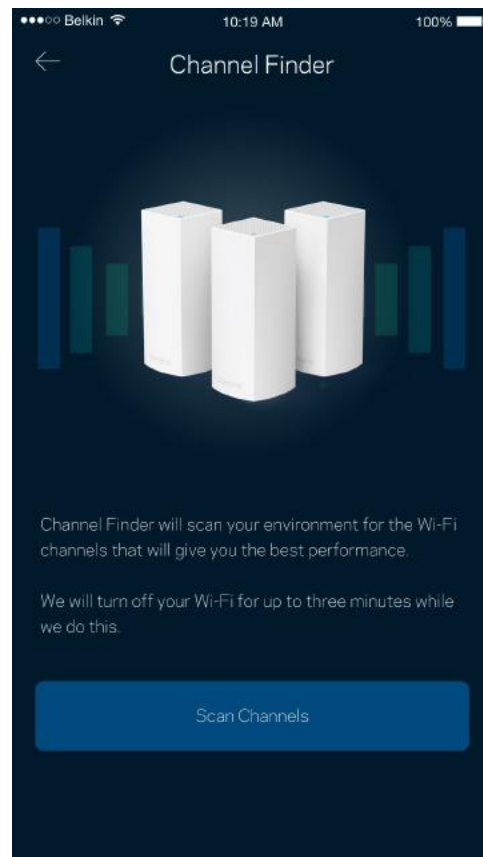 ●●●○○ Belkin 10:19 AM 100%
Channel Finder
Channel Finder will scan your environment for the Wi-Fi
channels that will give you the best performance.
We will turn off your Wi-Fi for up to three minutes while
we do this.
Scan Channels